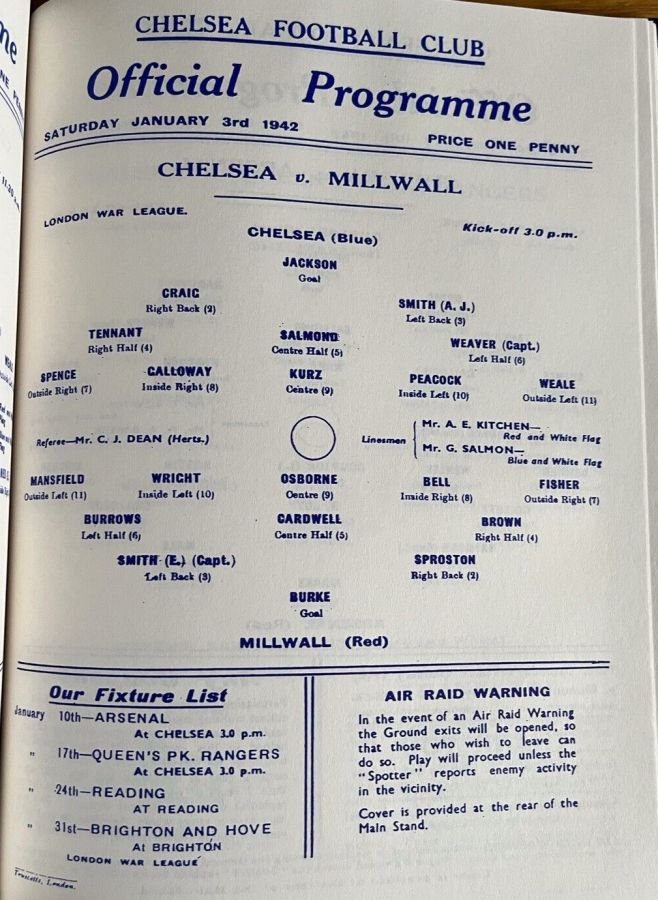 CHELSEA FOOTBALL CLUB
Official Programme
SATURDAY JANUARY 3rd 1942 PRICE ONE PENNY
CHELSEA v. MILLWALL
LONDON WAR LEAGUE. Kick-off 3.0 p.m.
CHELSEA (Blue)
JACKSON
Goal
CRAIG SMITH (A. J.)
Right Back (2) Left Back (3)
TENNANT SALMOND WEAVER (Capt.)
Right Half (4) Centre Half (5) Left Half (6)
SPENCE GALLOWAY KURZ PEACOCK WEALE
Outside Right (7) Inside Right (8) Centre (9) Inside Left (10) Outside Left (11)
Referee—Mr. C. J. DEAN (Herts.) Linesmen Mr. A. E. KITCHEN—
Red and White Flag
Mr. G. SALMON—
Blue and White Flag
MANSFIELD WRIGHT OSBORNE BELL FISHER
Outside Left (11) Inside Left (10) Centre (9) Inside Right (8) Outside Right (7)
BURROWS CARDWELL BROWN
Left Half (6) Centre Half (5) Right Half (4)
SMITH (E.) (Capt.) SPROSTON
Left Back (3) Right Back (2)
BURKE
Goal
MILLWALL (Red)
Our Fixture List
January 10th—ARSENAL
At CHELSEA 3.0 p.m.
" 17th—QUEEN'S PK. RANGERS
At CHELSEA 3.0 p.m.
" 24th—READING
AT READING
" 31st—BRIGHTON AND HOVE
At BRIGHTON
LONDON WAR LEAGUE
Truscotts, London.
AIR RAID WARNING
In the event of an Air Raid Warning
the Ground exits will be opened, so
that those who wish to leave can
do so. Play will proceed unless the
"Spotter" reports enemy activity
in the vicinity.
Cover is provided at the rear of the
Main Stand.